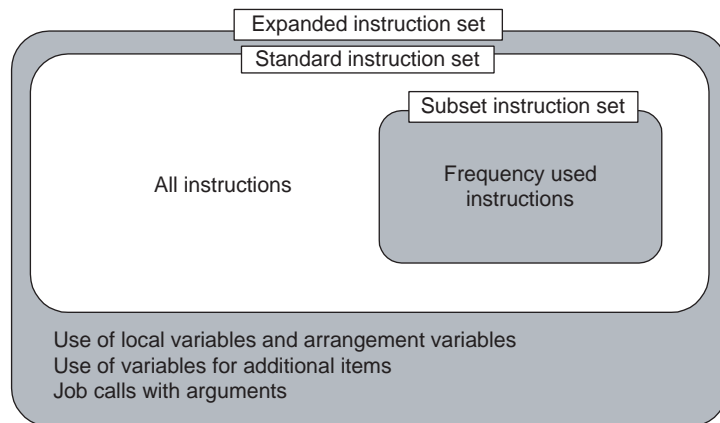 Expanded instruction set
Standard instruction set
Subset instruction set
All instructions
Frequency used
instructions
Use of local variables and arrangement variables
Use of variables for additional items
Job calls with arguments